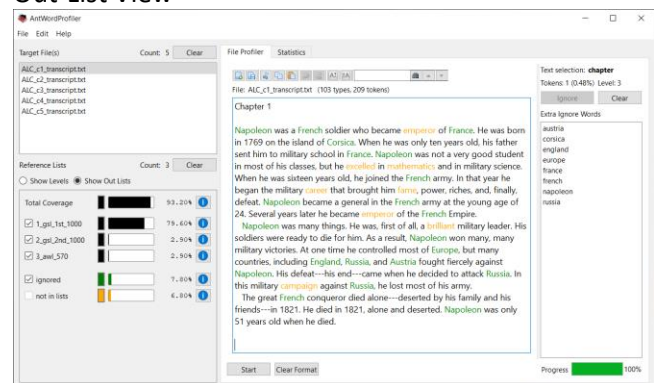 Out-List View
AntWordProfiler
File Edit Help
Target File(s) Count: 5 Clear
ALC_c1_transcript.txt
ALC_c2_transcript.txt
ALC_c3_transcript.txt
ALC_c4_transcript.txt
ALC_c5_transcript.txt
Reference Lists Count: 3 Clear
Show Levels Show Out Lists
Total Coverage 93.20%
1_gsl_1st_1000 79.60%
2_gsl_2nd_1000 2.90%
3_awl_570 2.90%
ignored 7.80%
not in lists 6.80%
File Profiler Statistics
File: ALC_c1_transcript.txt (103 types, 209 tokens)
Chapter 1
Napoleon was a French soldier who became emperor of France. He was born
in 1769 on the island of Corsica. When he was only ten years old, his father
sent him to military school in France. Napoleon was not a very good student
in most of his classes, but he excelled in mathematics and in military science.
When he was sixteen years old, he joined the French army. In that year he
began the military career that brought him fame, power, riches, and, finally,
defeat. Napoleon became a general in the French army at the young age of
24. Several years later he became emperor of the French Empire.
Napoleon was many things. He was, first of all, a brilliant military leader. His
soldiers were ready to die for him. As a result, Napoleon won many, many
military victories. At one time he controlled most of Europe, but many
countries, including England, Russia, and Austria fought fiercely against
Napoleon. His defeat---his end---came when he decided to attack Russia. In
this military campaign against Russia, he lost most of his army.
The great French conqueror died alone---deserted by his family and his
friends---in 1821. He died in 1821, alone and deserted. Napoleon was only
51 years old when he died.
Start Clear Format
Text selection: chapter
Tokens: 1 (0.48%) Level: 3
Ignore Clear
Extra Ignore Words
austria
corsica
england
europe
france
french
napoleon
russia
Progress 100%